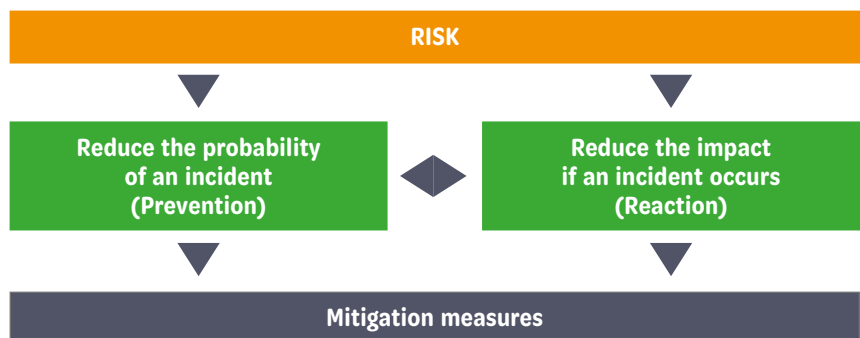 RISK
Reduce the probability
of an incident
(Prevention)
Reduce the impact
if an incident occurs
(Reaction)
Mitigation measures